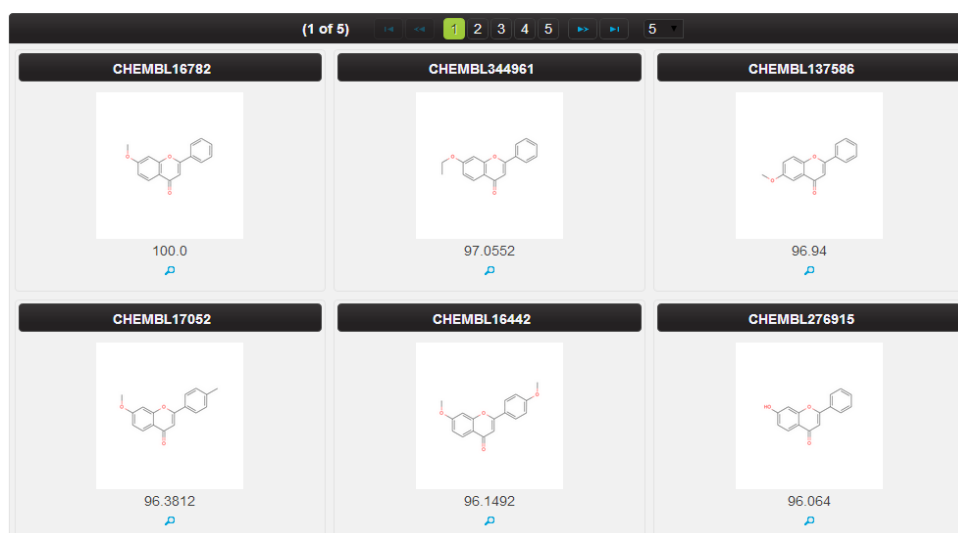 (1 of 5) 1 2 3 4 5 5
CHEMBL16782 CHEMBL344961 CHEMBL137586
O O O O O O O O O
100.0 97.0552 96.94
CHEMBL17052 CHEMBL16442 CHEMBL276915
O O O O O O O HO O O
96.3812 96.1492 96.064